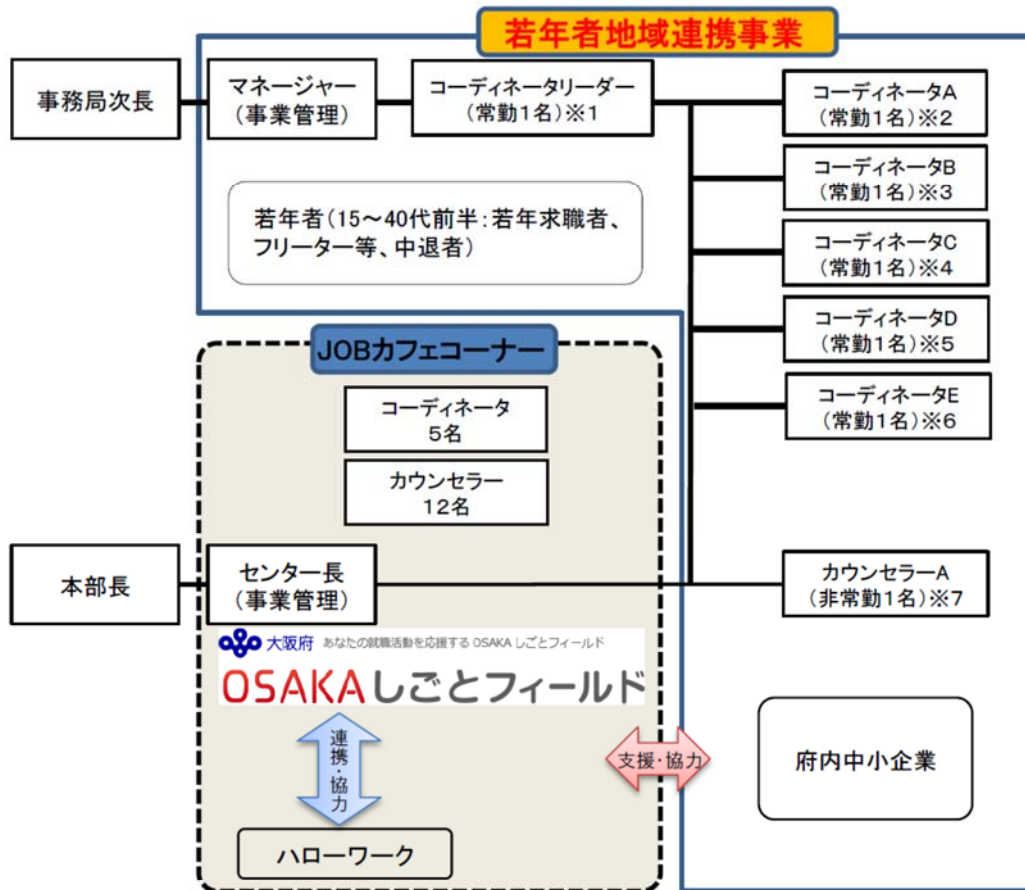 若年者地域連携事業
事務局次長
マネージャー
（事業管理）
コーディネータリーダー
（常勤１名）※１
コーディネータA
（常勤１名）※２
コーディネータB
（常勤１名）※３
コーディネータC
（常勤１名）※４
コーディネータD
（常勤１名）※５
コーディネータE
（常勤１名）※６
若年者（15～40代前半：若年求職者、
フリーター等、中退者）
JOBカフェコーナー
コーディネータ
５名
カウンセラー
１２名
本部長
センター長
（事業管理）
カウンセラーA
（非常勤１名）※７
大阪府 あなたの就職活動を応援する OSAKA しごとフィールド
OSAKAしごとフィールド
連携・協力
支援・協力
府内中小企業
ハローワーク